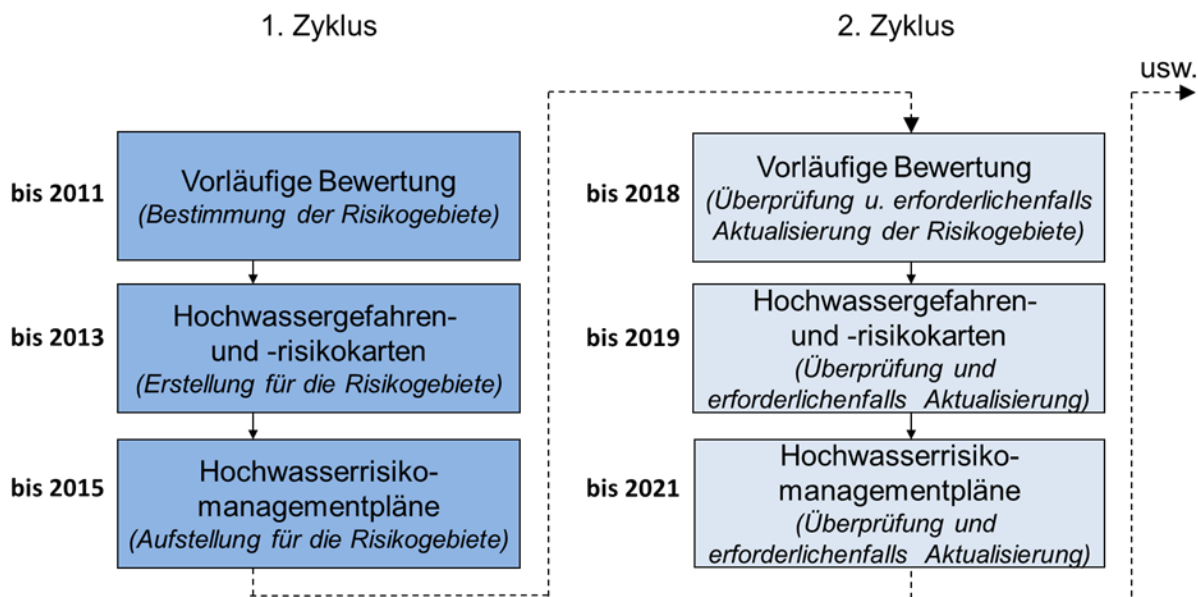 1. Zyklus
2. Zyklus
usw.
bis 2011
Vorläufige Bewertung
(Bestimmung der Risikogebiete)
bis 2013
Hochwassergefahren-
und -risikokarten
(Erstellung für die Risikogebiete)
bis 2015
Hochwasserrisiko-
managementpläne
(Aufstellung für die Risikogebiete)
bis 2018
Vorläufige Bewertung
(Überprüfung u. erforderlichenfalls
Aktualisierung der Risikogebiete)
bis 2019
Hochwassergefahren-
und -risikokarten
(Überprüfung und
erforderlichenfalls Aktualisierung)
bis 2021
Hochwasserrisiko-
managementpläne
(Überprüfung und
erforderlichenfalls Aktualisierung)